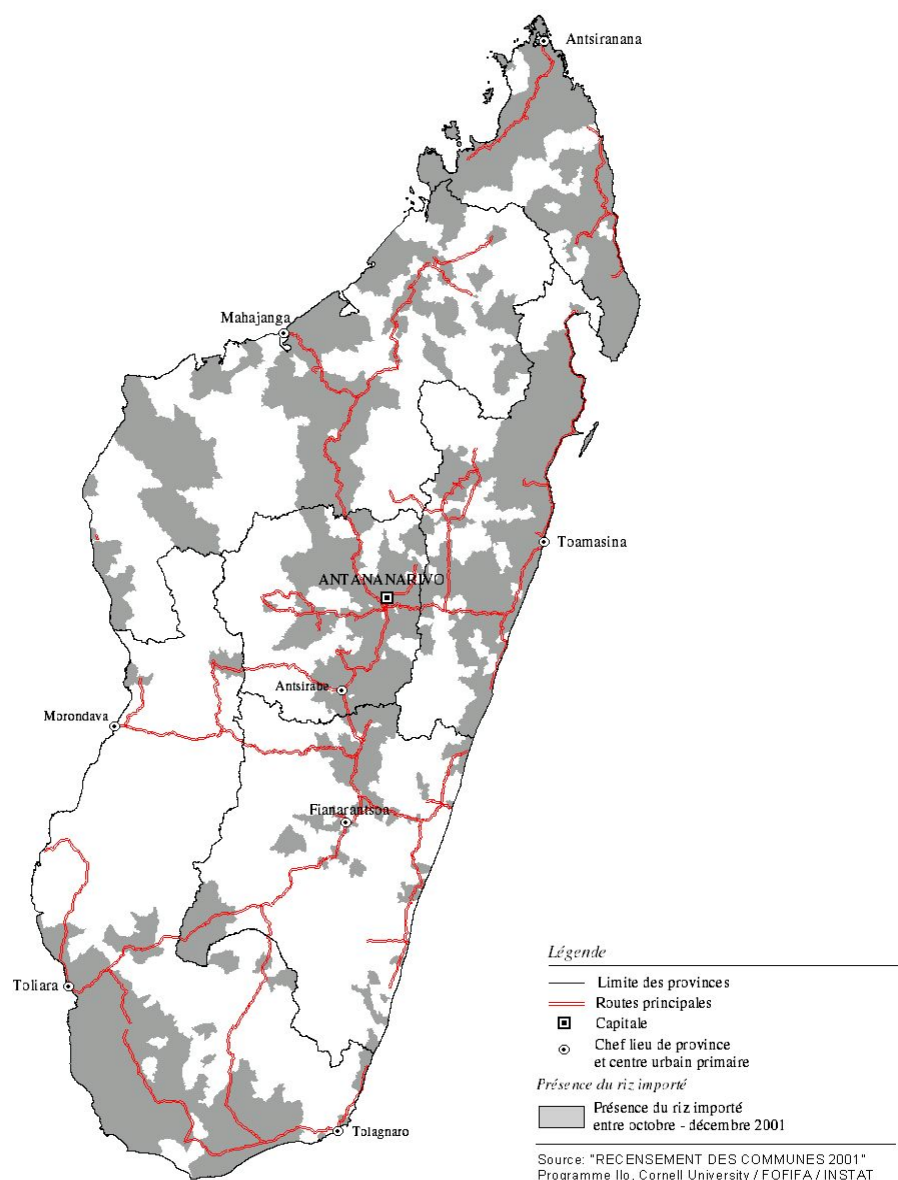 Antsiranana
Mahajanga
Toamasina
ANTANANARIVO
Antsirabe
Morondava
Fianarantsoa
Toliara
Tolagnaro
Légende
Limite des provinces
Routes principales
Capitale
Chef lieu de province
et centre urbain primaire
Présence du riz importé
Présence du riz importé
entre octobre - décembre 2001
Source: "RECENSEMENT DES COMMUNES 2001"
Programme Ilo, Cornell University / FOFIFA / INSTAT